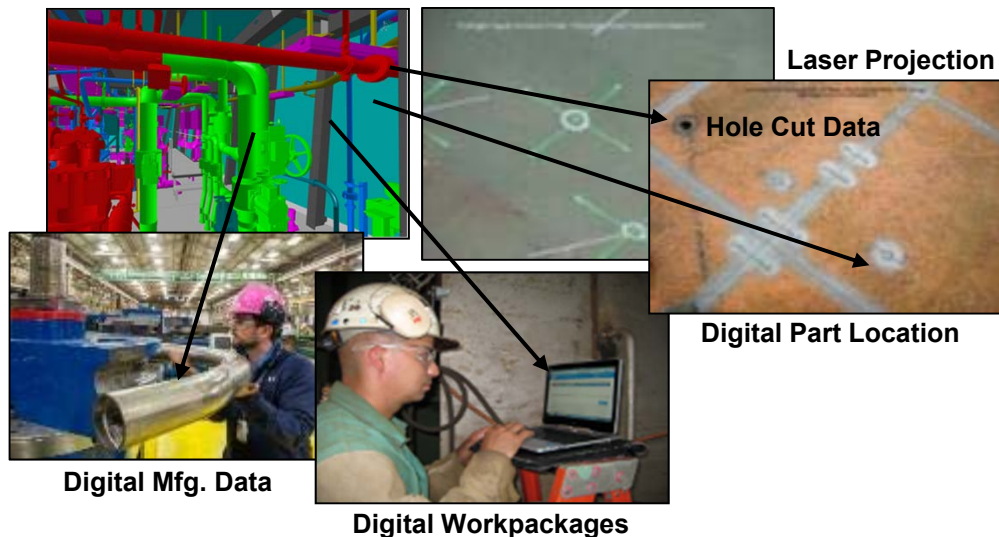 Laser Projection
Hole Cut Data
Digital Part Location
Digital Mfg. Data
Digital Workpackages